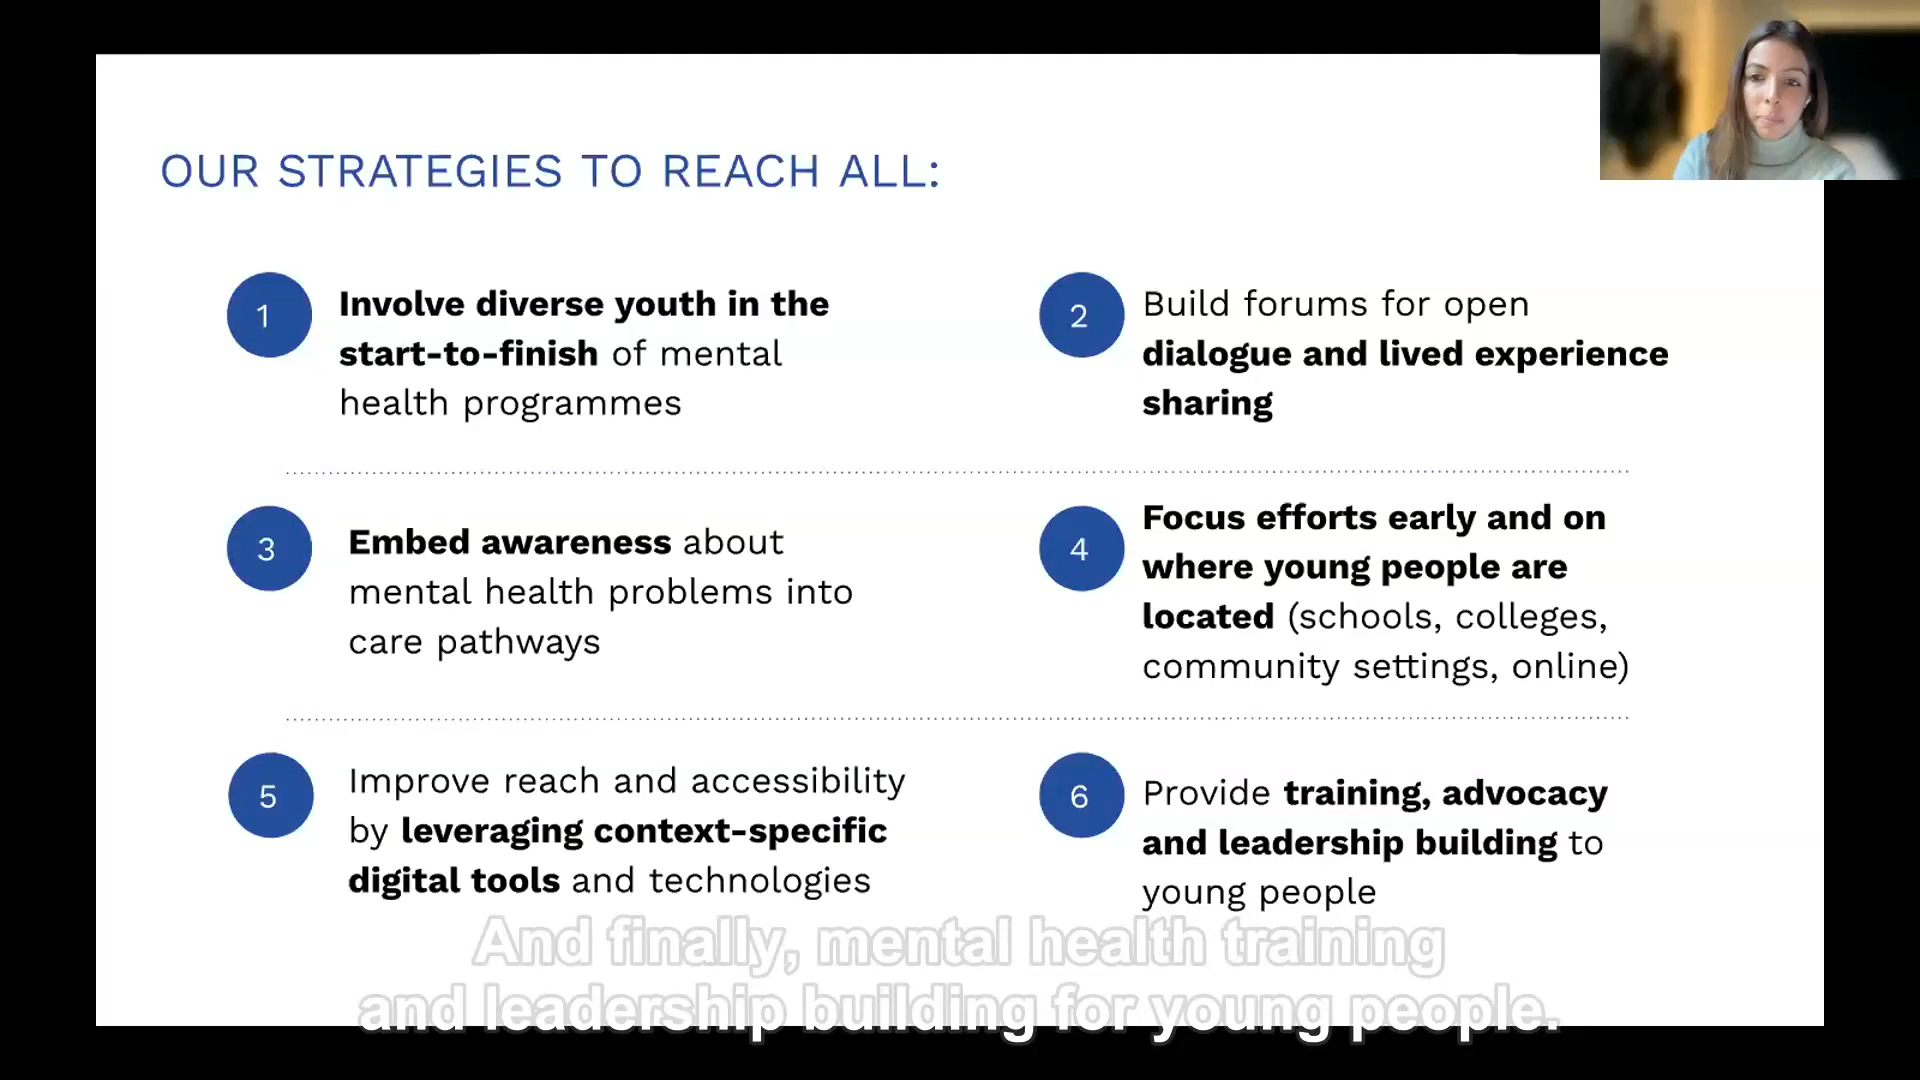 OUR STRATEGIES TO REACH ALL:
1
Involve diverse youth in the
start-to-finish of mental
health programmes
2
Build forums for open
dialogue and lived experience
sharing
3
Embed awareness about
mental health problems into
care pathways
4
Focus efforts early and on
where young people are
located (schools, colleges,
community settings, online)
5
Improve reach and accessibility
by leveraging context-specific
digital tools and technologies
6
Provide training, advocacy
and leadership building to
young people
And finally, mental health training
and leadership building for young people.